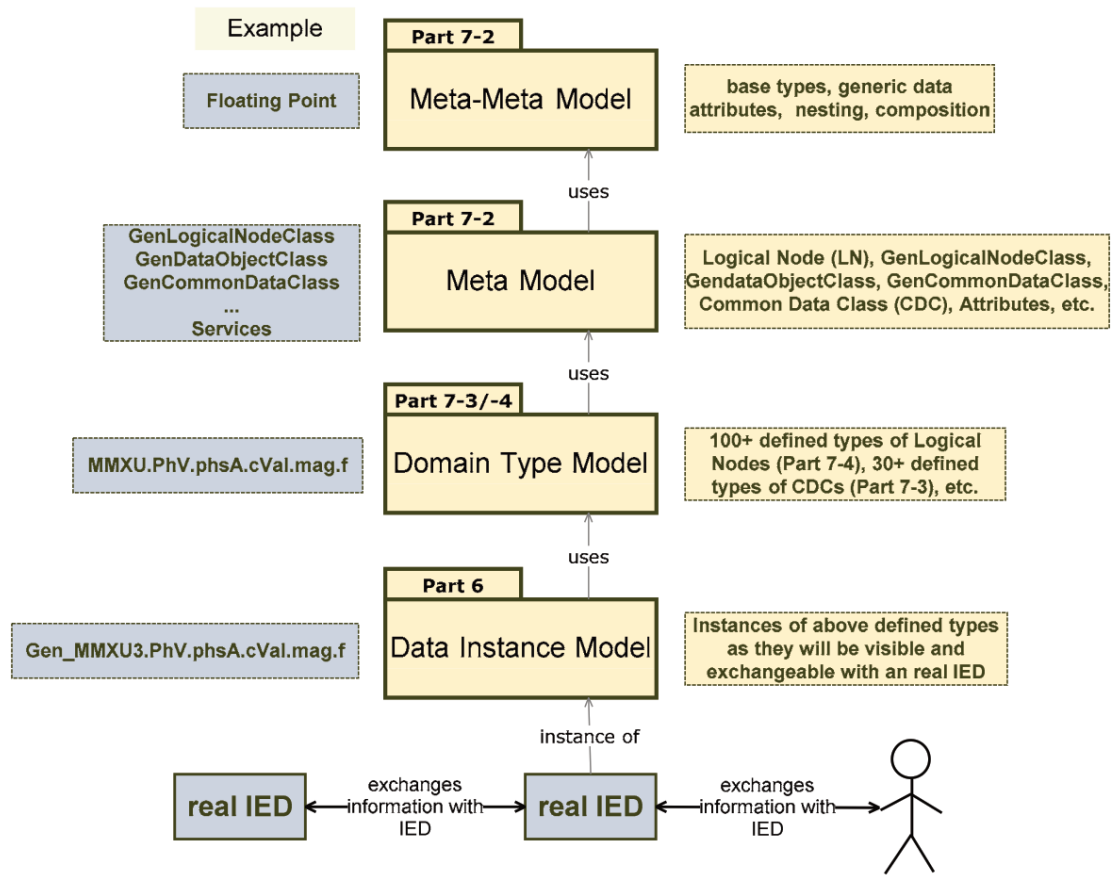 Example
Part 7-2
Meta-Meta Model
Floating Point
base types, generic data
attributes, nesting, composition
uses
Part 7-2
Meta Model
GenLogicalNodeClass
GenDataObjectClass
GenCommonDataClass
...
Services
Logical Node (LN), GenLogicalNodeClass,
GendataObjectClass, GenCommonDataClass,
Common Data Class (CDC), Attributes, etc.
uses
Part 7-3/-4
Domain Type Model
MMXU.PhV.phsA.cVal.mag.f
100+ defined types of Logical
Nodes (Part 7-4), 30+ defined
types of CDCs (Part 7-3), etc.
uses
Part 6
Data Instance Model
Gen_MMXU3.PhV.phsA.cVal.mag.f
Instances of above defined types
as they will be visible and
exchangeable with an real IED
instance of
real IED
exchanges
information with
IED
real IED
exchanges
information with
IED